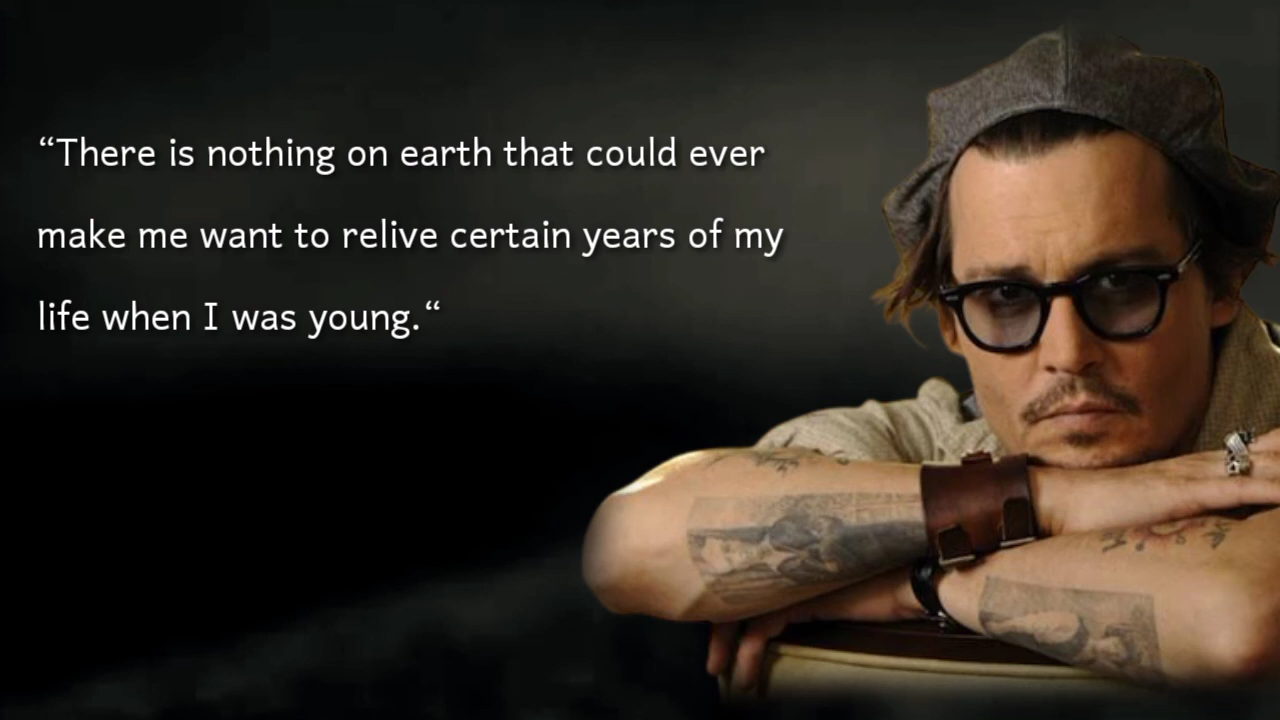 “There is nothing on earth that could ever
make me want to relive certain years of my
life when I was young.“